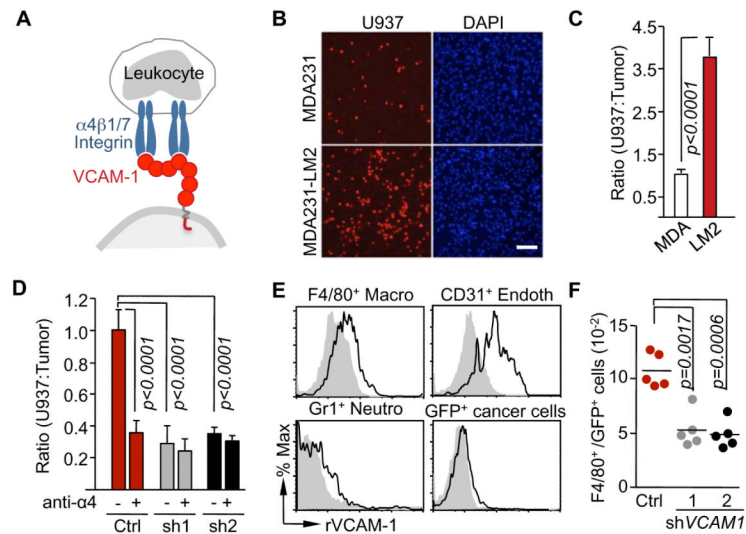 A
Leukocyte
α4β1/7
Integrin
VCAM-1
B
U937
DAPI
MDA231
MDA231-LM2
C
Ratio (U937:Tumor)
4.5
3.5
2.5
1.5
0.5
p<0.0001
MDA
LM2
D
Ratio (U937:Tumor)
1.2
1.0
0.8
0.6
0.4
0.2
0
p<0.0001
p<0.0001
p<0.0001
anti-α4
- + - + - +
Ctrl sh1 sh2
E
F4/80+ Macro
CD31+ Endoth
Gr1+ Neutro
GFP+ cancer cells
% Max
rVCAM-1
F
F4/80+/GFP+ cells (10-2)
15
10
5
0
p=0.0017
p=0.0006
Ctrl 1 2
shVCAM1